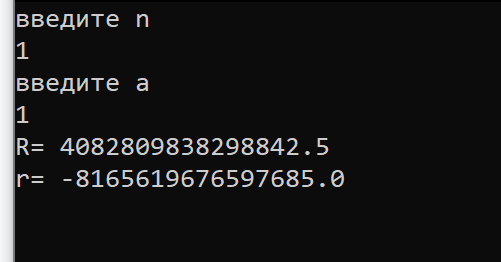 введите n
1
введите a
1
R= 4082809838298842.5
r= -8165619676597685.0